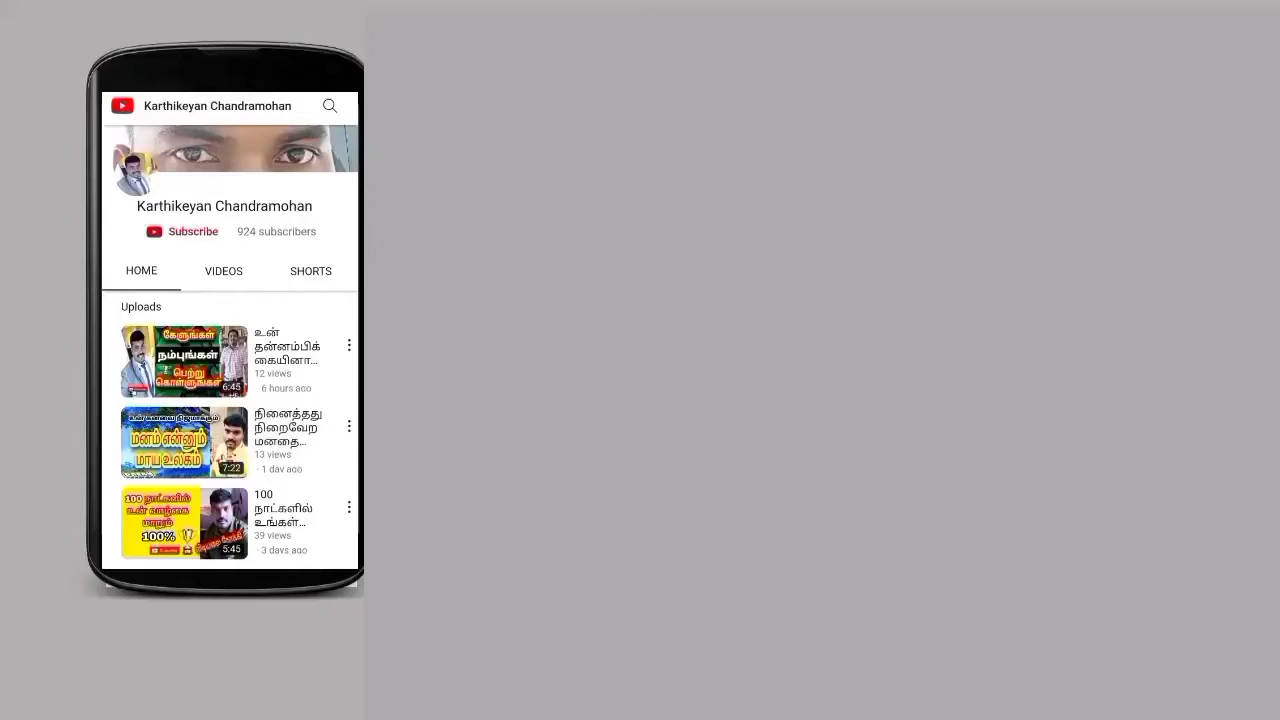 Karthikeyan Chandramohan
Karthikeyan Chandramohan
Subscribe 924 subscribers
HOME VIDEOS SHORTS
Uploads
கேளுங்கள்
நம்புங்கள்
பெற்று
கொள்ளுங்கள்
6:45
உன்
தன்னம்பிக்
கையினா...
12 views
6 hours ago
மனம் என்னும்
மாய உலகம்
7:22
நினைத்தது
நிறைவேற
மனதை...
13 views
· 1 day ago
100 நாட்களில்
உன் வாழ்கை
மாறும்
100%
5:45
100
நாட்களில்
உங்கள்...
39 views
· 3 days ago